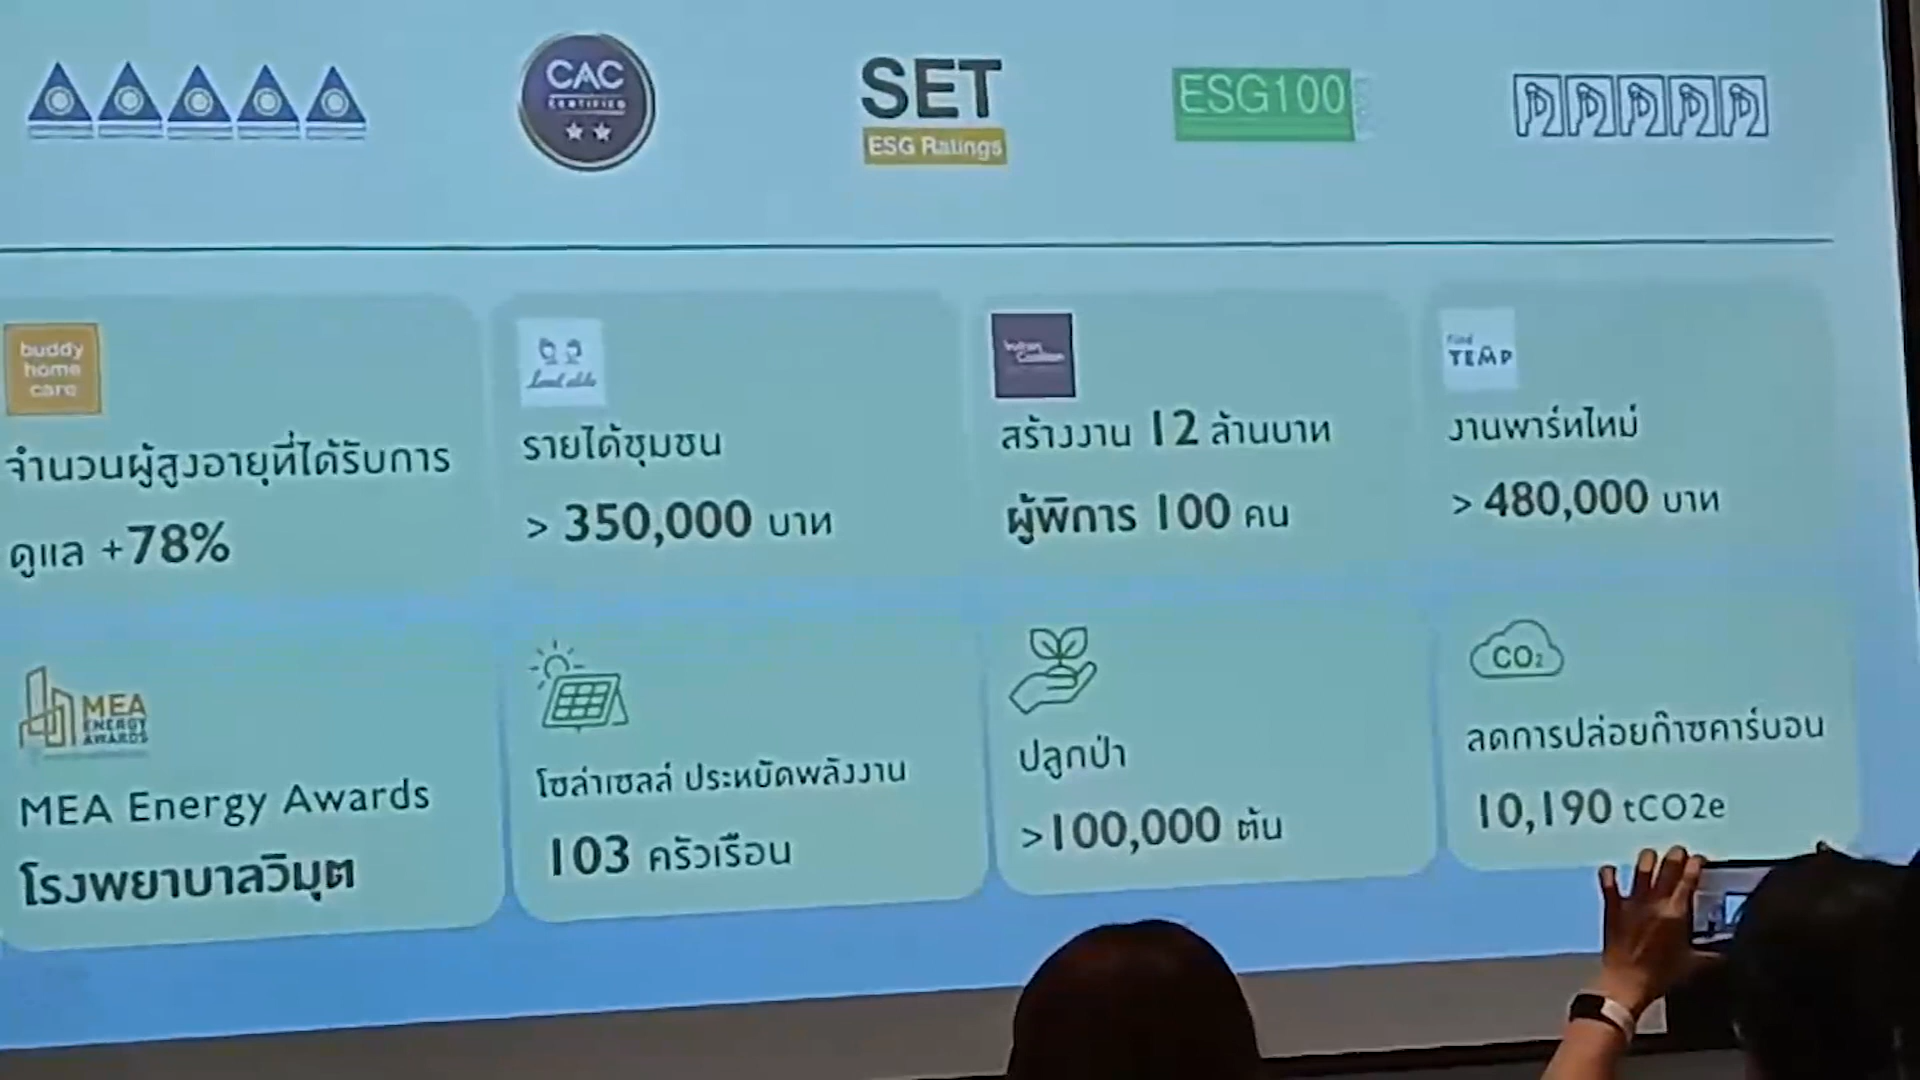 CAC
CERTIFIED
SET
ESG Ratings
ESG100
buddy
home
care
จำนวนผู้สูงอายุที่ได้รับการ
ดูแล +78%
รายได้ชุมชน
> 350,000 บาท
สร้างงาน 12 ล้านบาท
ผู้พิการ 100 คน
find
TEMP
งานพาร์ทไทม์
> 480,000 บาท
MEA
ENERGY
AWARDS
MEA Energy Awards
โรงพยาบาลวิมุต
โซล่าเซลล์ ประหยัดพลังงาน
103 ครัวเรือน
ปลูกป่า
>100,000 ต้น
CO₂
ลดการปล่อยก๊าซคาร์บอน
10,190 tCO2e